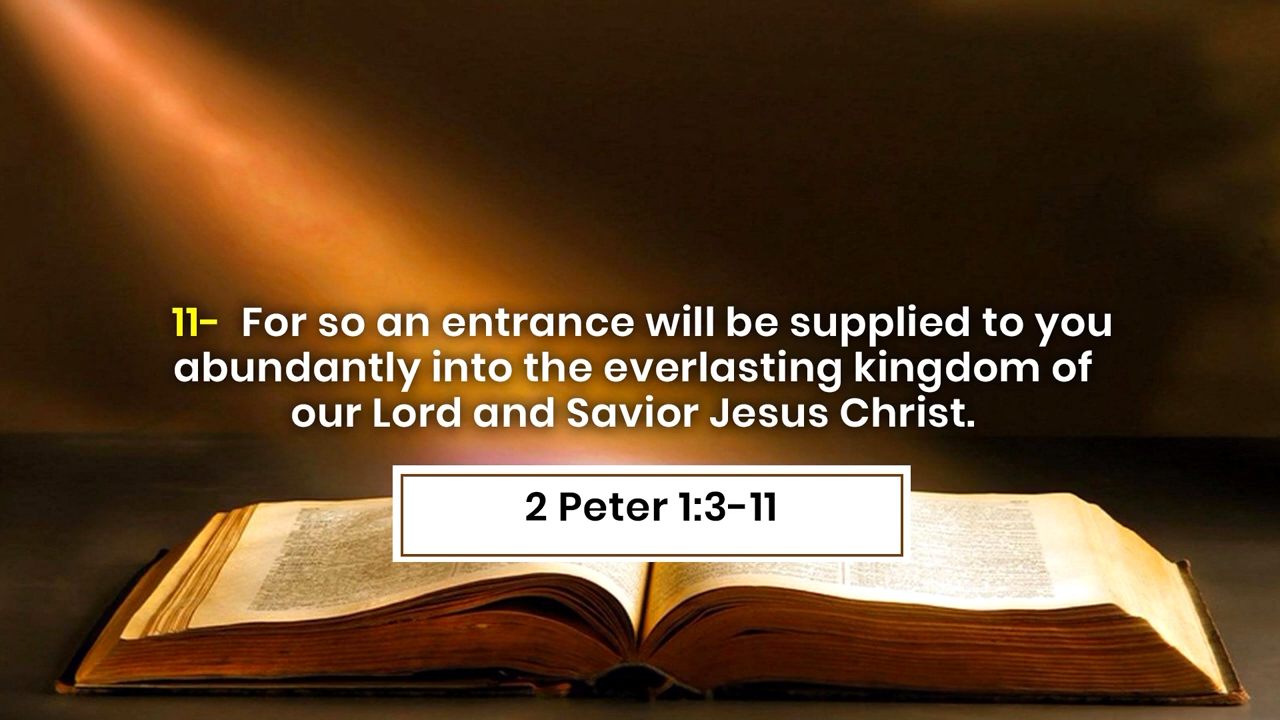 11- For so an entrance will be supplied to you
abundantly into the everlasting kingdom of
our Lord and Savior Jesus Christ.
2 Peter 1:3-11